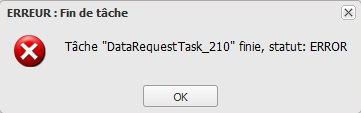 ERREUR : Fin de tâche
Tâche "DataRequestTask_210" finie, statut: ERROR
OK